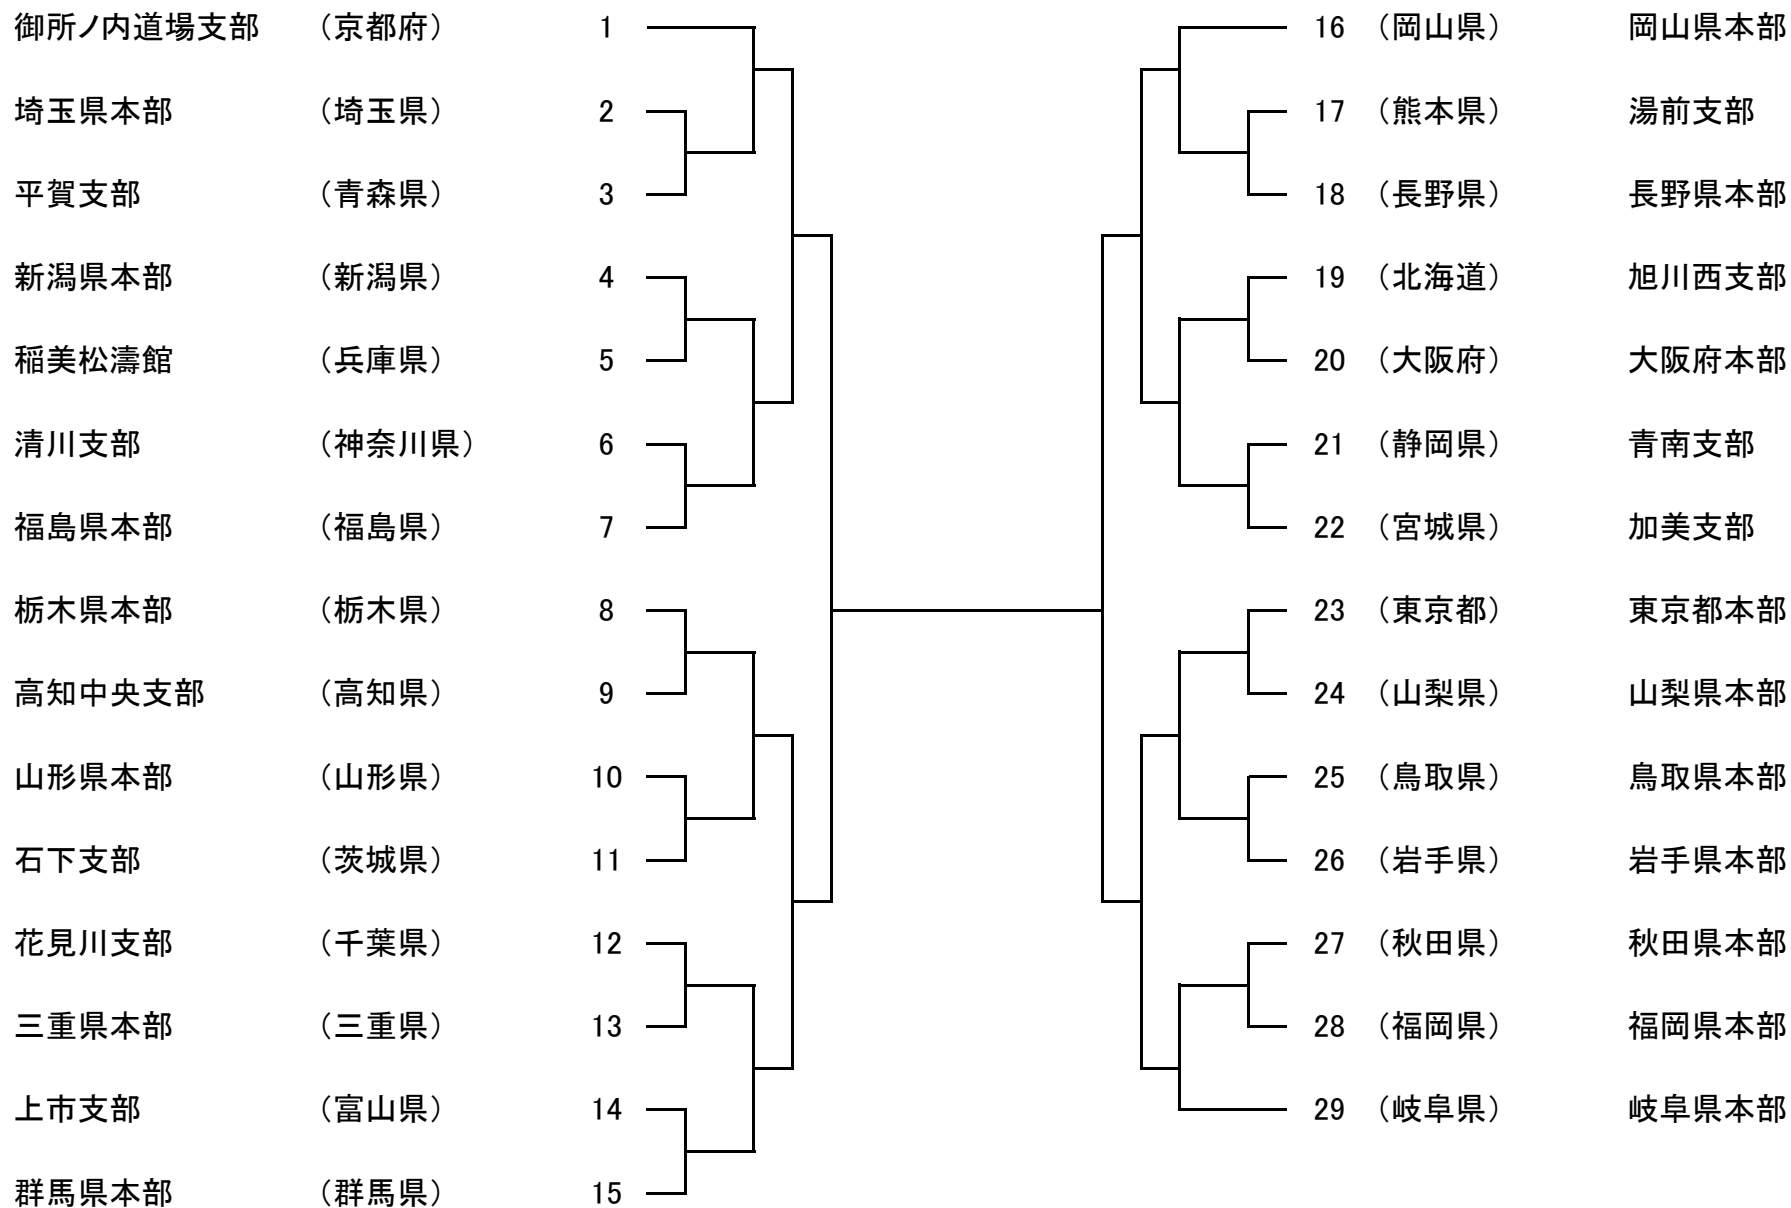 御所ノ内道場支部 （京都府） 1
埼玉県本部 （埼玉県） 2
平賀支部 （青森県） 3
新潟県本部 （新潟県） 4
稲美松濤館 （兵庫県） 5
清川支部 （神奈川県） 6
福島県本部 （福島県） 7
栃木県本部 （栃木県） 8
高知中央支部 （高知県） 9
山形県本部 （山形県） 10
石下支部 （茨城県） 11
花見川支部 （千葉県） 12
三重県本部 （三重県） 13
上市支部 （富山県） 14
群馬県本部 （群馬県） 15
16 （岡山県） 岡山県本部
17 （熊本県） 湯前支部
18 （長野県） 長野県本部
19 （北海道） 旭川西支部
20 （大阪府） 大阪府本部
21 （静岡県） 青南支部
22 （宮城県） 加美支部
23 （東京都） 東京都本部
24 （山梨県） 山梨県本部
25 （鳥取県） 鳥取県本部
26 （岩手県） 岩手県本部
27 （秋田県） 秋田県本部
28 （福岡県） 福岡県本部
29 （岐阜県） 岐阜県本部